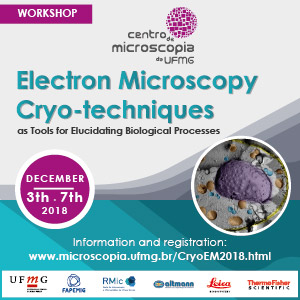 WORKSHOP
centro
de
microscopia
da UFMG
Electron Microscopy
Cryo-techniques
as Tools for Elucidating Biological Processes
DECEMBER
3th - 7th
2018
Information and registration:
www.microscopia.ufmg.br/CryoEM2018.html
UFMG
FAPEMIG
RMic
altmann
Leica
MICROSYSTEMS
ThermoFisher
SCIENTIFIC